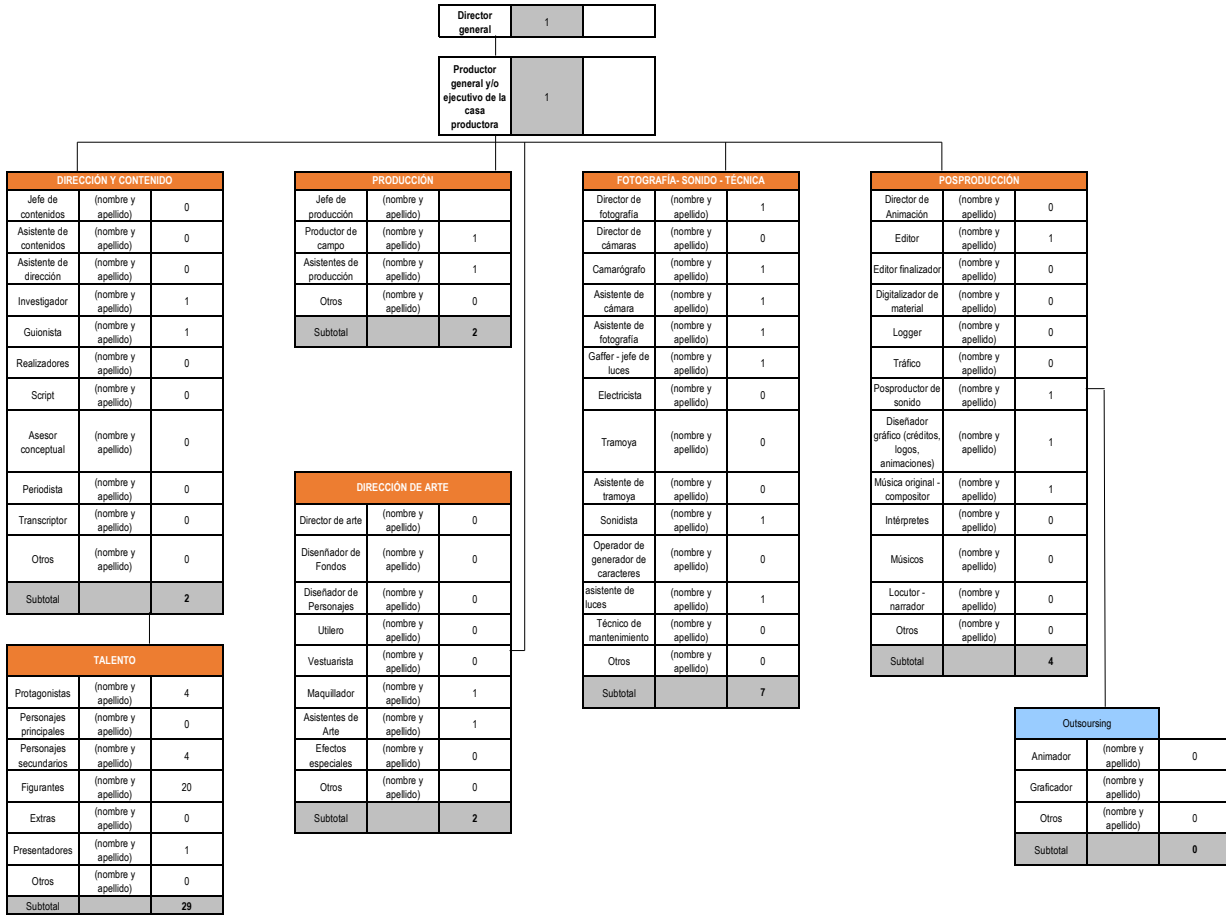 Director
general
1
Productor
general y/o
ejecutivo de la
casa
productora
1
DIRECCIÓN Y CONTENIDO
Jefe de
contenidos
(nombre y
apellido)
0
Asistente de
contenidos
(nombre y
apellido)
0
Asistente de
dirección
(nombre y
apellido)
0
Investigador
(nombre y
apellido)
1
Guionista
(nombre y
apellido)
1
Realizadores
(nombre y
apellido)
0
Script
(nombre y
apellido)
0
Asesor
conceptual
(nombre y
apellido)
0
Periodista
(nombre y
apellido)
0
Transcriptor
(nombre y
apellido)
0
Otros
(nombre y
apellido)
0
Subtotal
2
TALENTO
Protagonistas
(nombre y
apellido)
4
Personajes
principales
(nombre y
apellido)
0
Personajes
secundarios
(nombre y
apellido)
4
Figurantes
(nombre y
apellido)
20
Extras
(nombre y
apellido)
0
Presentadores
(nombre y
apellido)
1
Otros
(nombre y
apellido)
0
Subtotal
29
PRODUCCIÓN
Jefe de
producción
(nombre y
apellido)
Productor de
campo
(nombre y
apellido)
1
Asistentes de
producción
(nombre y
apellido)
1
Otros
(nombre y
apellido)
0
Subtotal
2
DIRECCIÓN DE ARTE
Director de arte
(nombre y
apellido)
0
Disenñador de
Fondos
(nombre y
apellido)
0
Diseñador de
Personajes
(nombre y
apellido)
0
Utilero
(nombre y
apellido)
0
Vestuarista
(nombre y
apellido)
0
Maquillador
(nombre y
apellido)
1
Asistentes de
Arte
(nombre y
apellido)
1
Efectos
especiales
(nombre y
apellido)
0
Otros
(nombre y
apellido)
0
Subtotal
2
FOTOGRAFÍA- SONIDO - TÉCNICA
Director de
fotografía
(nombre y
apellido)
1
Director de
cámaras
(nombre y
apellido)
0
Camarógrafo
(nombre y
apellido)
1
Asistente de
cámara
(nombre y
apellido)
1
Asistente de
fotografía
(nombre y
apellido)
1
Gaffer - jefe de
luces
(nombre y
apellido)
1
Electricista
(nombre y
apellido)
0
Tramoya
(nombre y
apellido)
0
Asistente de
tramoya
(nombre y
apellido)
0
Sonidista
(nombre y
apellido)
1
Operador de
generador de
caracteres
(nombre y
apellido)
0
asistente de
luces
(nombre y
apellido)
1
Técnico de
mantenimiento
(nombre y
apellido)
0
Otros
(nombre y
apellido)
0
Subtotal
7
POSPRODUCCIÓN
Director de
Animación
(nombre y
apellido)
0
Editor
(nombre y
apellido)
1
Editor finalizador
(nombre y
apellido)
0
Digitalizador de
material
(nombre y
apellido)
0
Logger
(nombre y
apellido)
0
Tráfico
(nombre y
apellido)
0
Posproductor de
sonido
(nombre y
apellido)
1
Diseñador
gráfico (créditos,
logos,
animaciones)
(nombre y
apellido)
1
Música original -
compositor
(nombre y
apellido)
1
Intérpretes
(nombre y
apellido)
0
Músicos
(nombre y
apellido)
0
Locutor -
narrador
(nombre y
apellido)
0
Otros
(nombre y
apellido)
0
Subtotal
4
Outsoursing
Animador
(nombre y
apellido)
0
Graficador
(nombre y
apellido)
Otros
(nombre y
apellido)
0
Subtotal
0